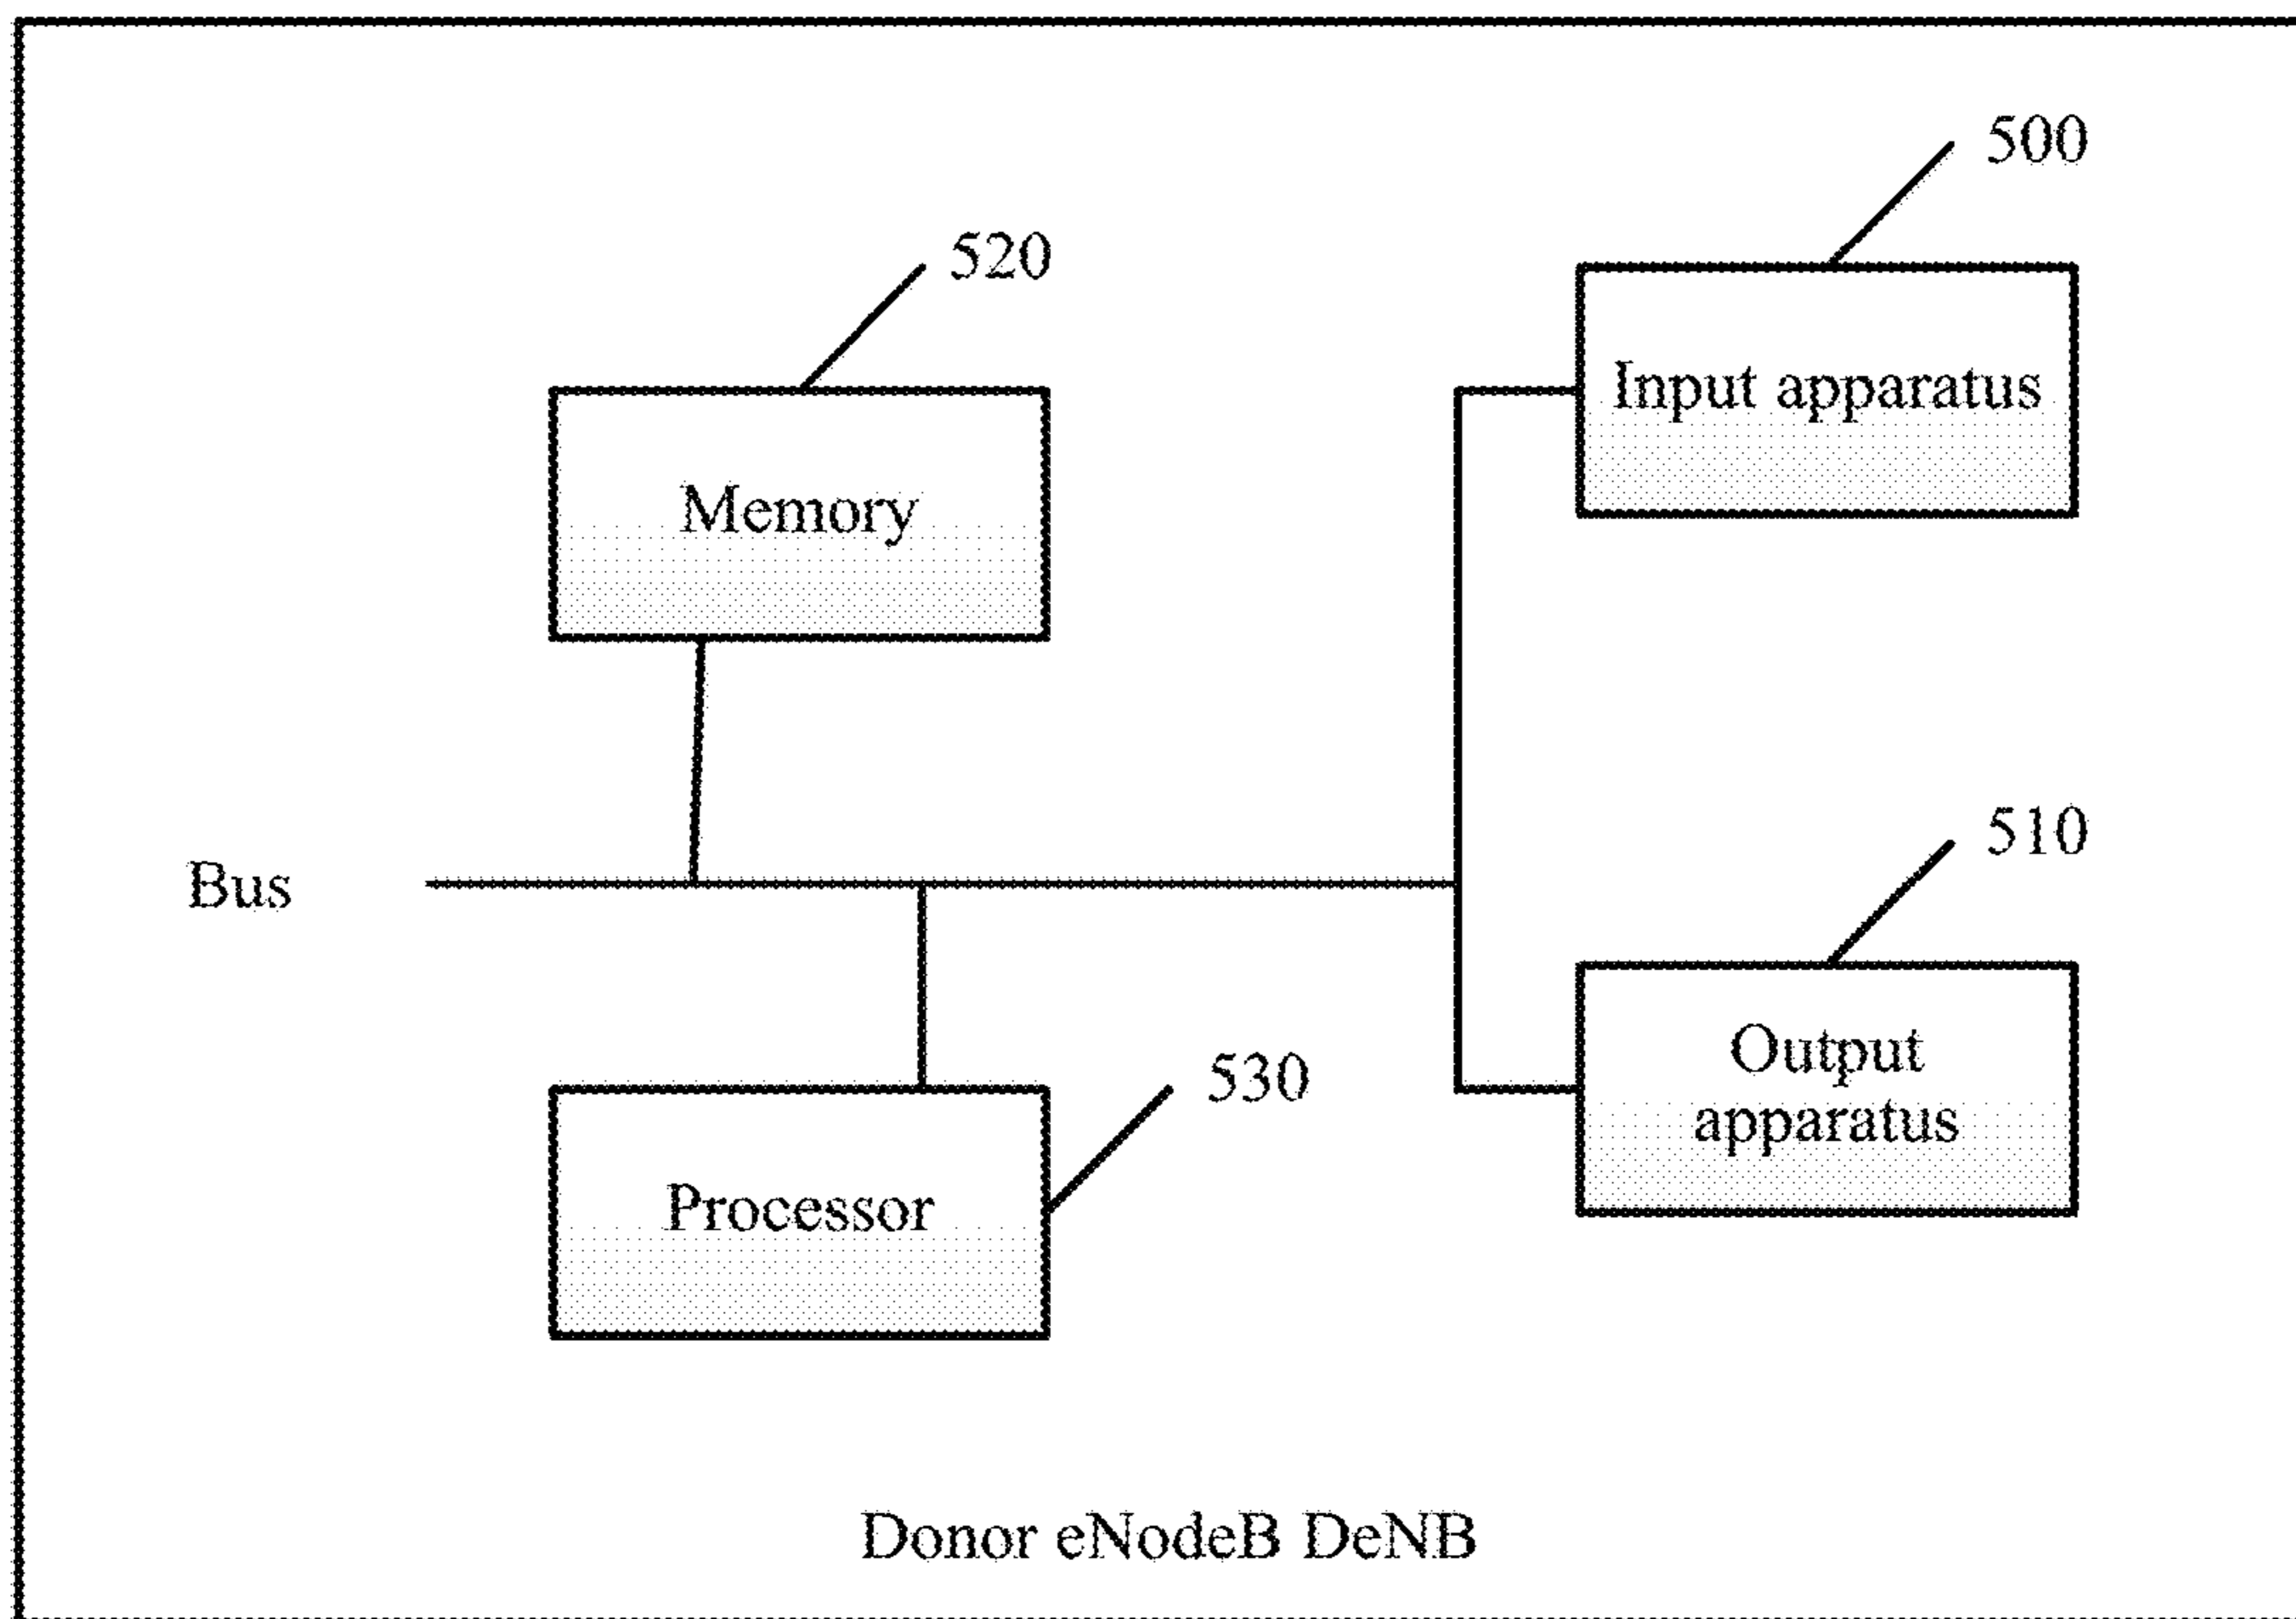 500
520
Input apparatus
Memory
510
Bus
Output
apparatus
530
Processor
Donor eNodeB DeNB